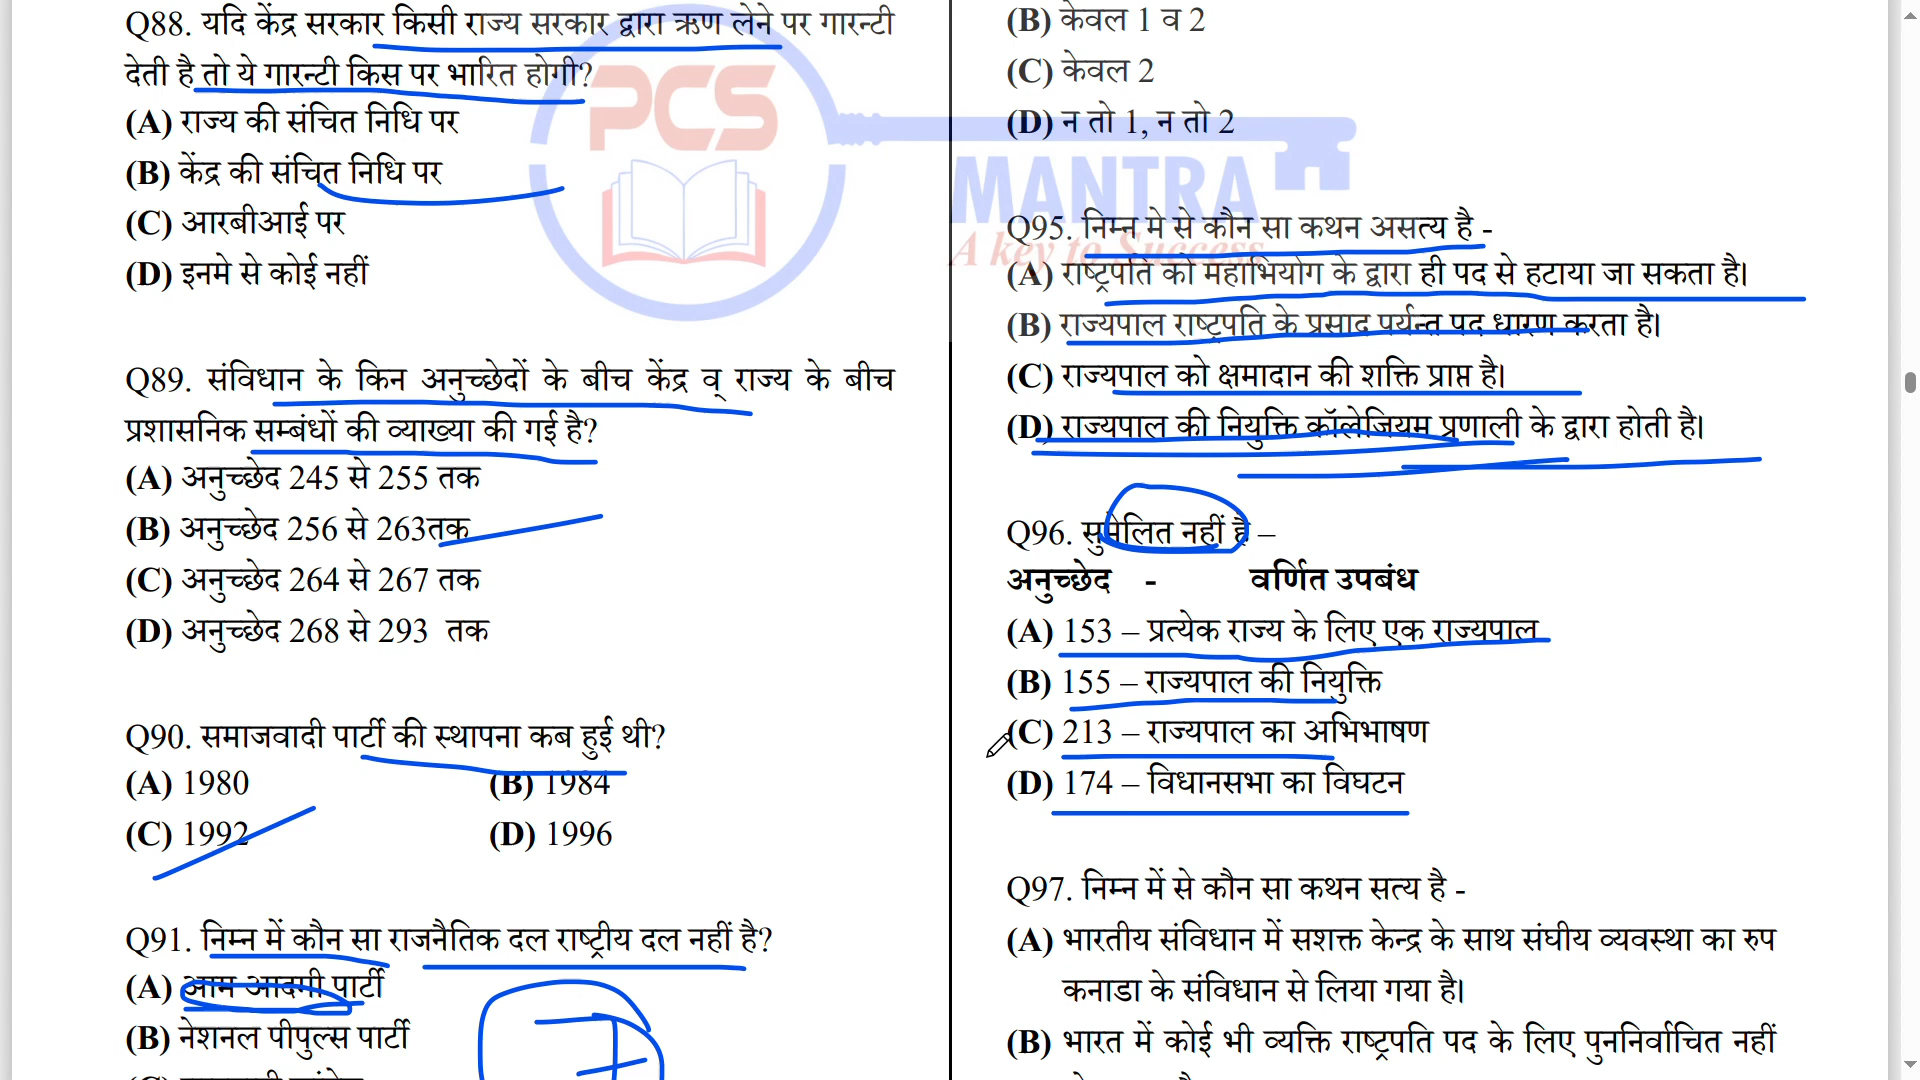 Q88. यदि केंद्र सरकार किसी राज्य सरकार द्वारा ऋण लेने पर गारन्टी
देती है तो ये गारन्टी किस पर भारित होगी?
(A) राज्य की संचित निधि पर
(B) केंद्र की संचित निधि पर
(C) आरबीआई पर
(D) इनमे से कोई नहीं
Q89. संविधान के किन अनुच्छेदों के बीच केंद्र व् राज्य के बीच
प्रशासनिक सम्बंधों की व्याख्या की गई है?
(A) अनुच्छेद 245 से 255 तक
(B) अनुच्छेद 256 से 263तक
(C) अनुच्छेद 264 से 267 तक
(D) अनुच्छेद 268 से 293 तक
Q90. समाजवादी पार्टी की स्थापना कब हुई थी?
(A) 1980 (B) 1984
(C) 1992 (D) 1996
Q91. निम्न में कौन सा राजनैतिक दल राष्ट्रीय दल नहीं है?
(A) आम आदमी पार्टी
(B) नेशनल पीपुल्स पार्टी
(B) केवल 1 व 2
(C) केवल 2
(D) न तो 1, न तो 2
Q95. निम्न मे से कौन सा कथन असत्य है -
(A) राष्ट्रपति को महाभियोग के द्वारा ही पद से हटाया जा सकता है।
(B) राज्यपाल राष्ट्रपति के प्रसाद पर्यन्त पद धारण करता है।
(C) राज्यपाल को क्षमादान की शक्ति प्राप्त है।
(D) राज्यपाल की नियुक्ति कॉलेजियम प्रणाली के द्वारा होती है।
Q96. सुमेलित नहीं है –
अनुच्छेद - वर्णित उपबंध
(A) 153 – प्रत्येक राज्य के लिए एक राज्यपाल
(B) 155 – राज्यपाल की नियुक्ति
(C) 213 – राज्यपाल का अभिभाषण
(D) 174 – विधानसभा का विघटन
Q97. निम्न में से कौन सा कथन सत्य है -
(A) भारतीय संविधान में सशक्त केन्द्र के साथ संघीय व्यवस्था का रुप
कनाडा के संविधान से लिया गया है।
(B) भारत में कोई भी व्यक्ति राष्ट्रपति पद के लिए पुननिर्वाचित नहीं
PCS
MANTRA
A key to Success